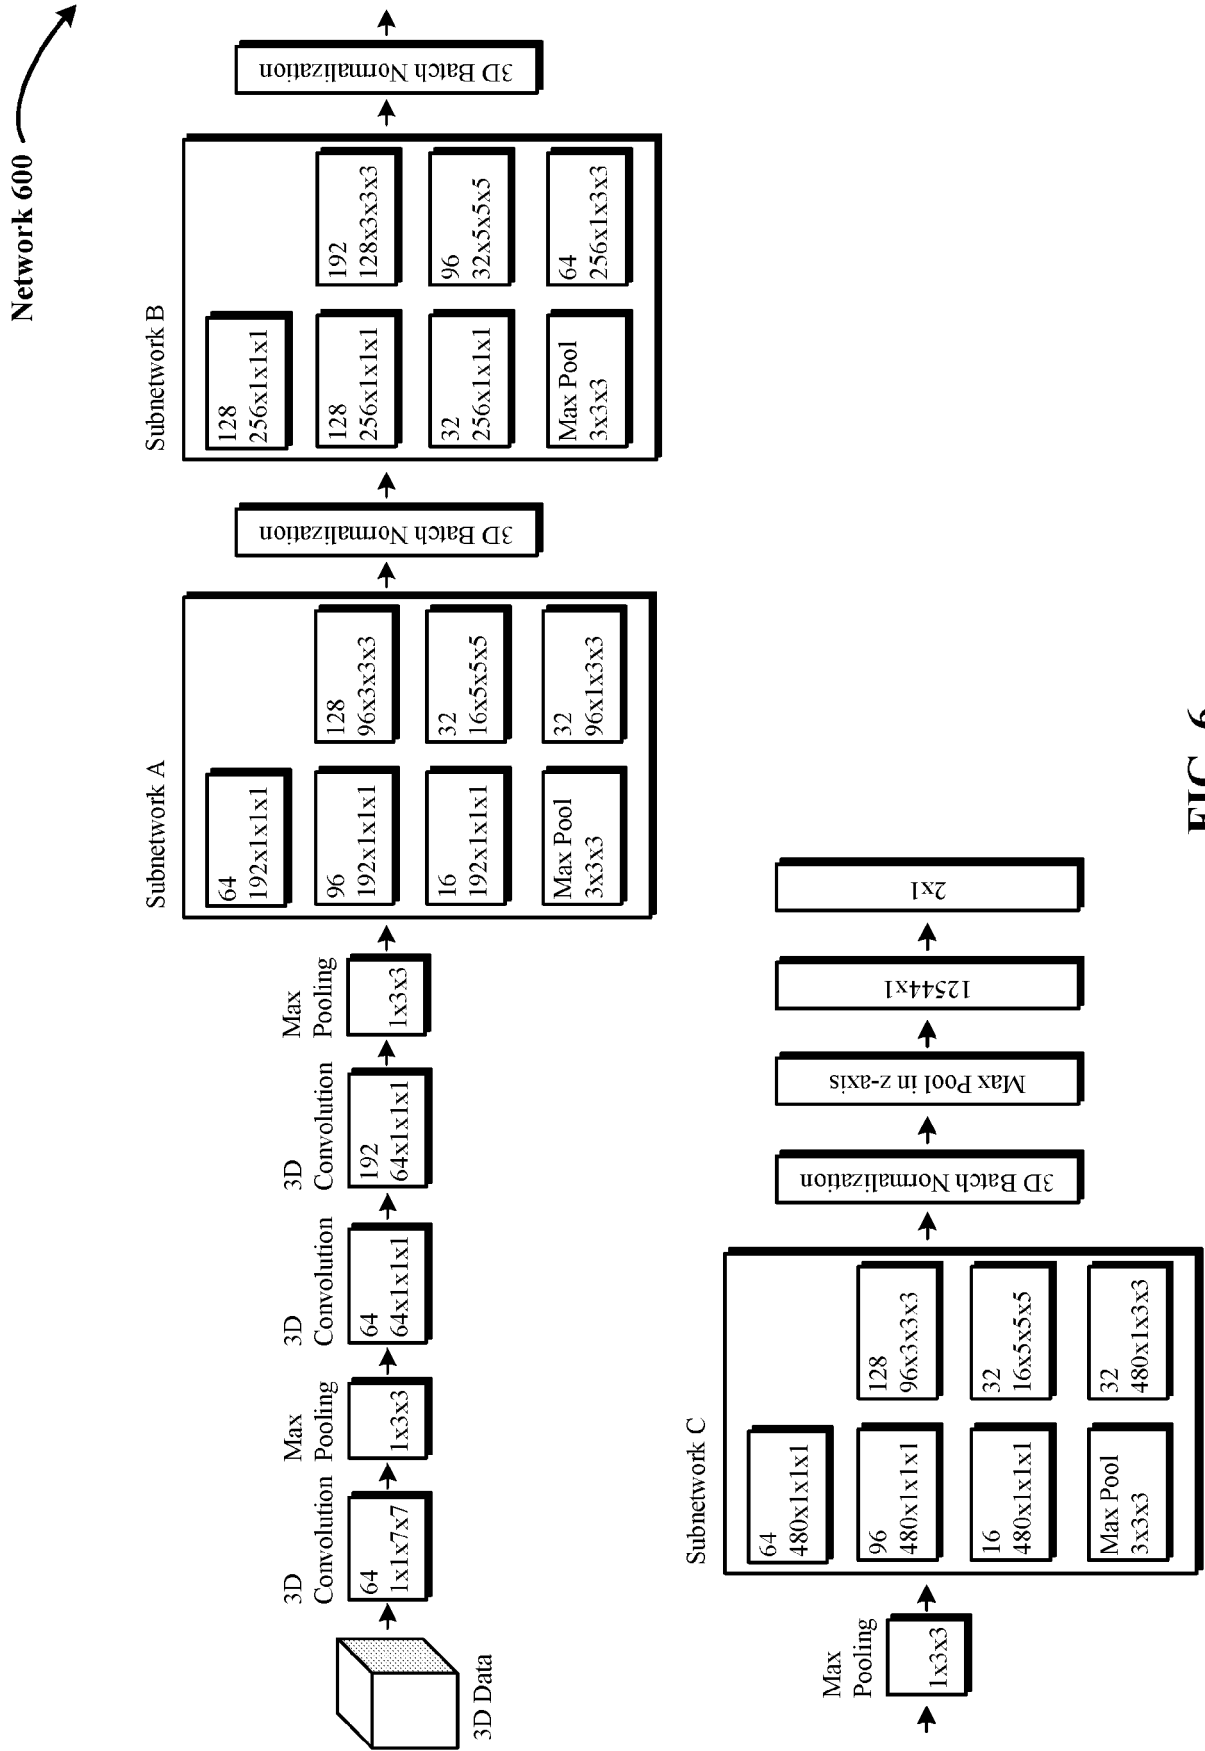 Network 600
3D Data
3D
Convolution
64
1x1x7x7
Max
Pooling
1x3x3
3D
Convolution
64
64x1x1x1
3D
Convolution
192
64x1x1x1
Max
Pooling
1x3x3
Subnetwork A
64
192x1x1x1
96
192x1x1x1
128
96x3x3x3
16
192x1x1x1
32
16x5x5x5
Max Pool
3x3x3
32
96x1x3x3
3D Batch Normalization
Subnetwork B
128
256x1x1x1
128
256x1x1x1
192
128x3x3x3
32
256x1x1x1
96
32x5x5x5
Max Pool
3x3x3
64
256x1x3x3
3D Batch Normalization
Max
Pooling
1x3x3
Subnetwork C
64
480x1x1x1
96
480x1x1x1
128
96x3x3x3
16
480x1x1x1
32
16x5x5x5
Max Pool
3x3x3
32
480x1x3x3
3D Batch Normalization
Max Pool in z-axis
12544x1
2x1